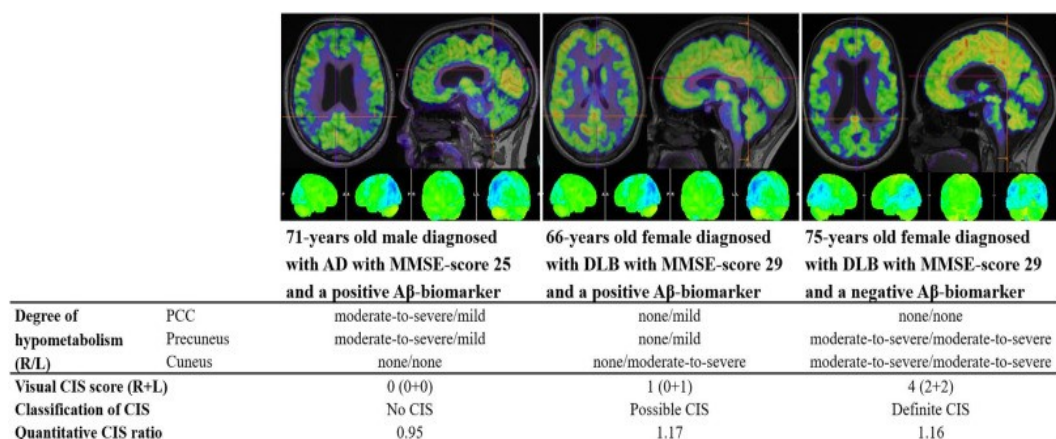 71-years old male diagnosed
with AD with MMSE-score 25
and a positive Aβ-biomarker
66-years old female diagnosed
with DLB with MMSE-score 29
and a positive Aβ-biomarker
75-years old female diagnosed
with DLB with MMSE-score 29
and a negative Aβ-biomarker
Degree of PCC moderate-to-severe/mild none/mild none/none
hypometabolism Precuneus moderate-to-severe/mild none/mild moderate-to-severe/moderate-to-severe
(R/L) Cuneus none/none none/moderate-to-severe moderate-to-severe/moderate-to-severe
Visual CIS score (R+L) 0 (0+0) 1 (0+1) 4 (2+2)
Classification of CIS No CIS Possible CIS Definite CIS
Quantitative CIS ratio 0.95 1.17 1.16